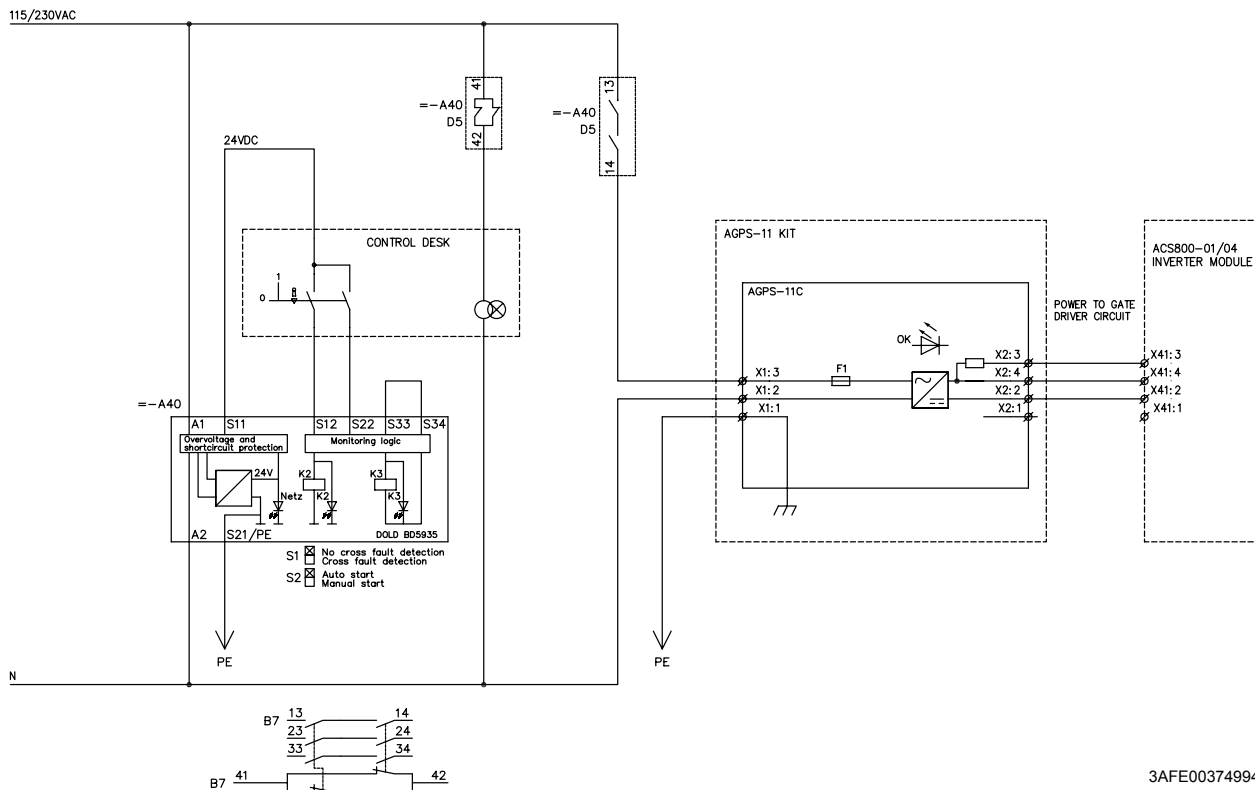 115/230VAC
41
=-A40
D5
42
13
=-A40
D5
14
24VDC
CONTROL DESK
1
0
AGPS-11 KIT
ACS800-01/04
INVERTER MODULE
AGPS-11C
POWER TO GATE
DRIVER CIRCUIT
OK
X1:3
F1
X2:3
X41:3
X1:2
X2:4
X41:4
X1:1
X2:2
X41:2
X2:1
X41:1
=-A40
A1 S11 S12 S22 S33 S34
Overvoltage and
shortcircuit protection
Monitoring logic
24V
K2
K3
Netz
K2
K3
A2 S21/PE
DOLD BD5935
S1 No cross fault detection
Cross fault detection
S2 Auto start
Manual start
PE
PE
N
B7 13 14
23 24
33 34
B7 41 42
3AFE00374994